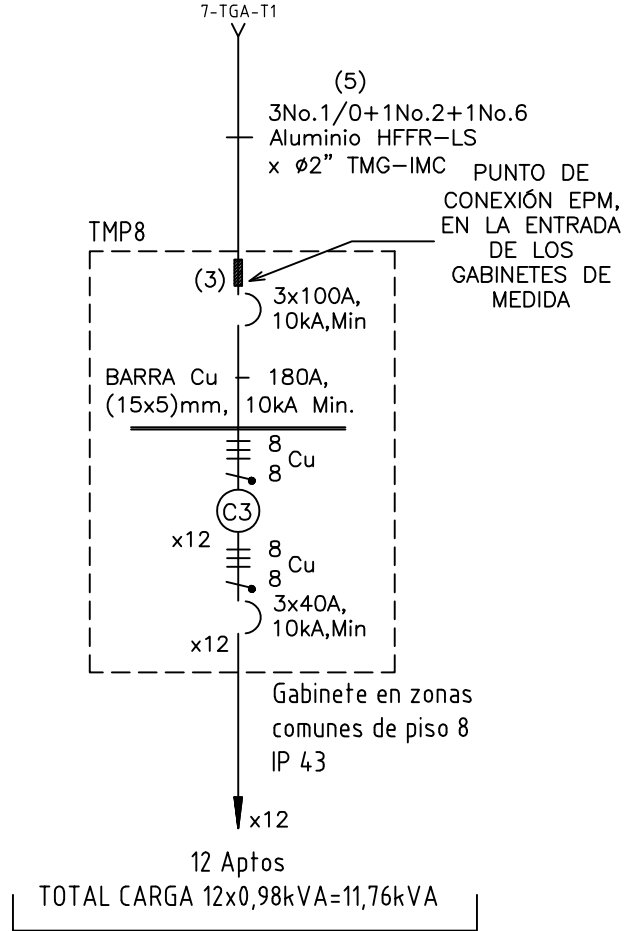 7-TGA-T1
(5)
3No.1/0+1No.2+1No.6
Aluminio HFFR-LS
x ø2" TMG-IMC
PUNTO DE
CONEXIÓN EPM,
EN LA ENTRADA
DE LOS
GABINETES DE
MEDIDA
TMP8
(3)
3x100A,
10kA,Min
BARRA Cu 180A,
(15x5)mm, 10kA Min.
8
Cu
8
C3
x12
8
Cu
8
3x40A,
10kA,Min
x12
Gabinete en zonas
comunes de piso 8
IP 43
x12
12 Aptos
TOTAL CARGA 12x0,98kVA=11,76kVA